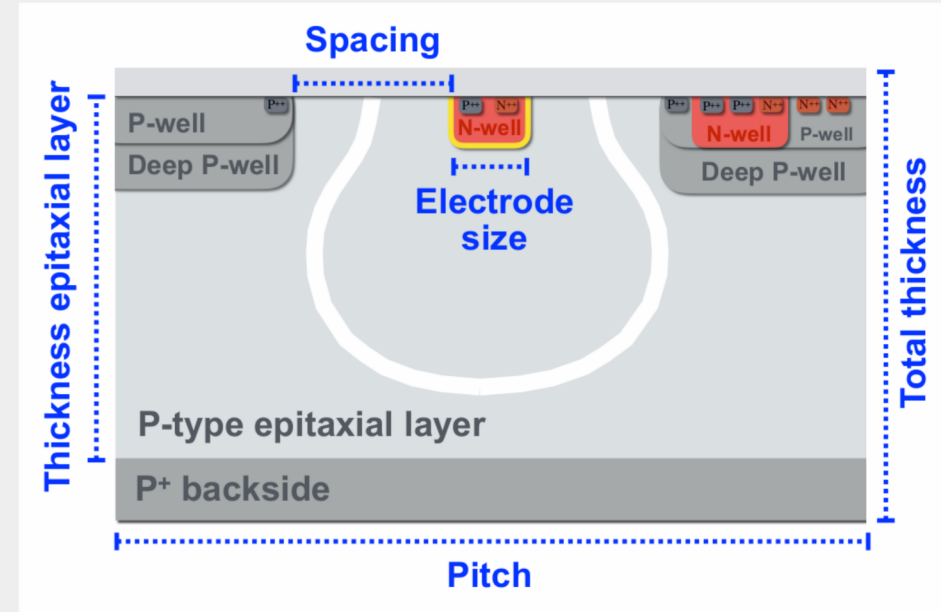 Spacing
Thickness epitaxial layer
P++
P++
N++
P++
P++
P++
N++
N++
N++
P-well
N-well
N-well
P-well
Deep P-well
Deep P-well
Electrode
size
Total thickness
P-type epitaxial layer
P⁺ backside
Pitch